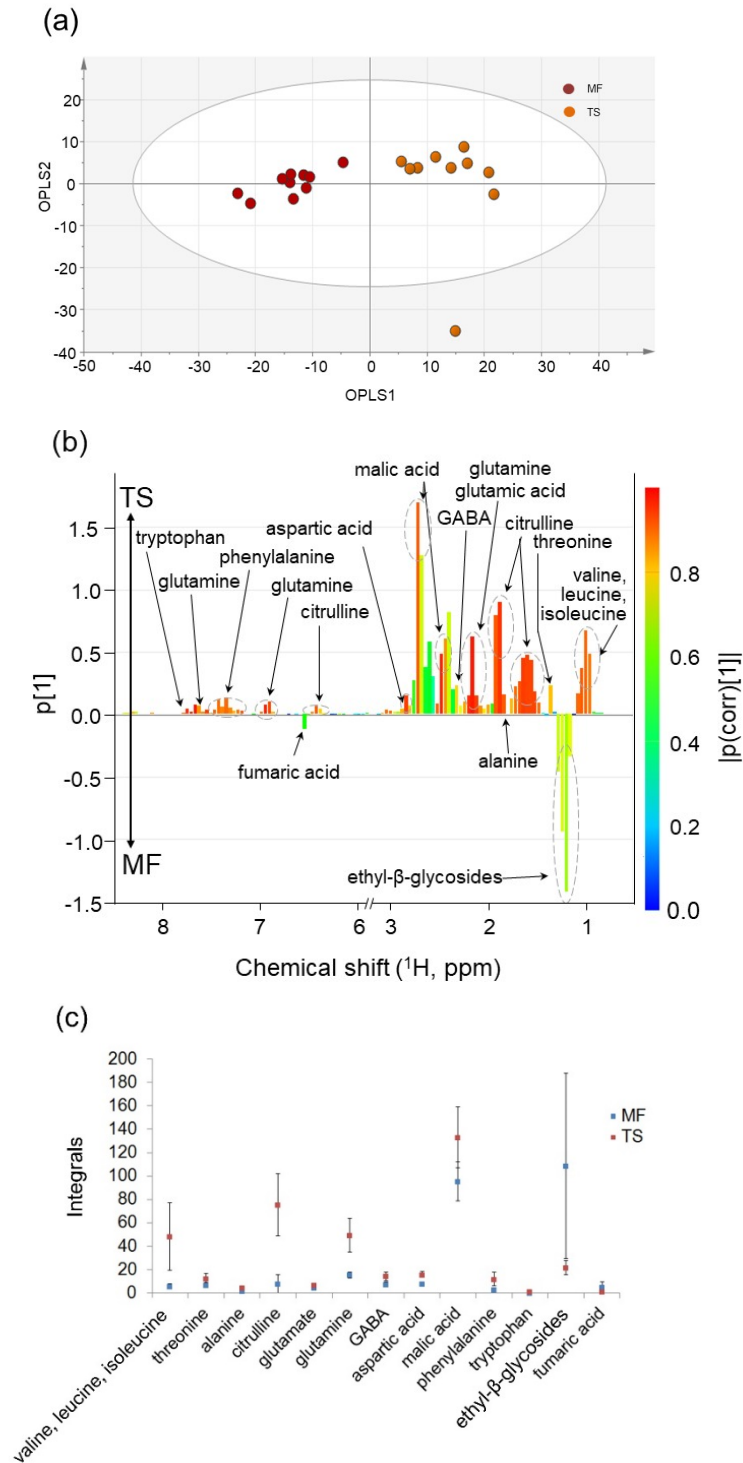 (a)
MF
TS
20
10
0
-10
-20
-30
-40
OPLS2
-50 -40 -30 -20 -10 0 10 20 30 40
OPLS1
(b)
malic acid
glutamine
glutamic acid
GABA
citrulline
threonine
valine,
leucine,
isoleucine
aspartic acid
TS
tryptophan
phenylalanine
glutamine
glutamine
citrulline
1.5
1.0
0.5
0.0
-0.5
-1.0
-1.5
p[1]
fumaric acid
alanine
MF
ethyl-β-glycosides
8 7 6 3 2 1
Chemical shift (¹H, ppm)
0.8
0.6
0.4
0.2
0.0
|p(corr)[1]|
(c)
200
180
160
140
120
100
80
60
40
20
0
Integrals
MF
TS
valine, leucine, isoleucine
threonine
alanine
citrulline
glutamate
glutamine
GABA
aspartic acid
malic acid
phenylalanine
tryptophan
ethyl-β-glycosides
fumaric acid